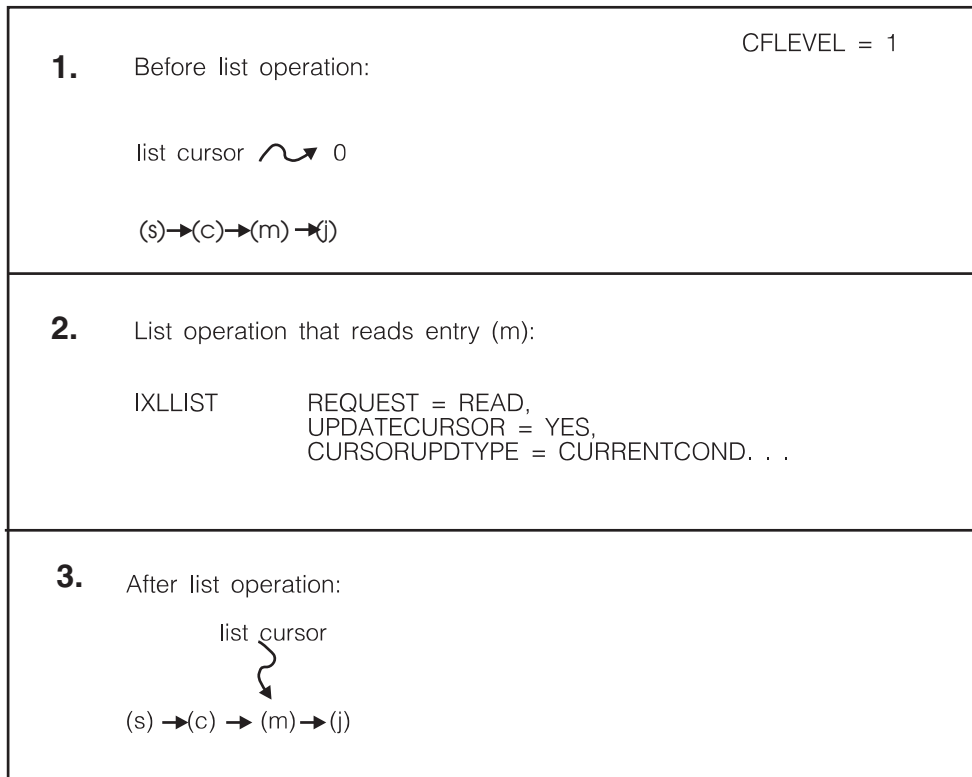 CFLEVEL = 1
1. Before list operation:
list cursor 0
(s) (c) (m) (j)
2. List operation that reads entry (m):
IXLLIST REQUEST = READ,
UPDATECURSOR = YES,
CURSORUPDTYPE = CURRENTCOND. . .
3. After list operation:
list cursor
(s) (c) (m) (j)